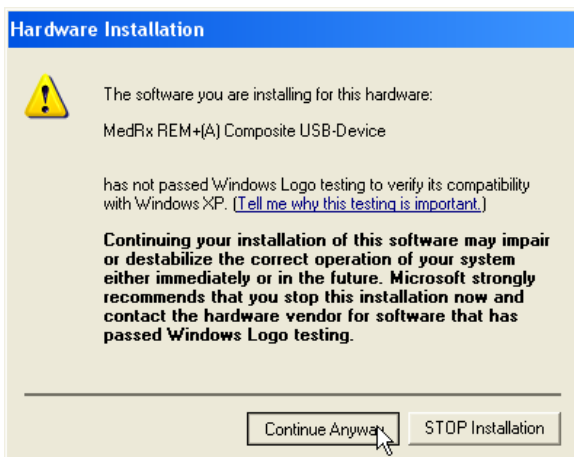 Hardware Installation
The software you are installing for this hardware:
MedRx REM+(A) Composite USB-Device
has not passed Windows Logo testing to verify its compatibility
with Windows XP. (Tell me why this testing is important.)
Continuing your installation of this software may impair
or destabilize the correct operation of your system
either immediately or in the future. Microsoft strongly
recommends that you stop this installation now and
contact the hardware vendor for software that has
passed Windows Logo testing.
Continue Anyway STOP Installation